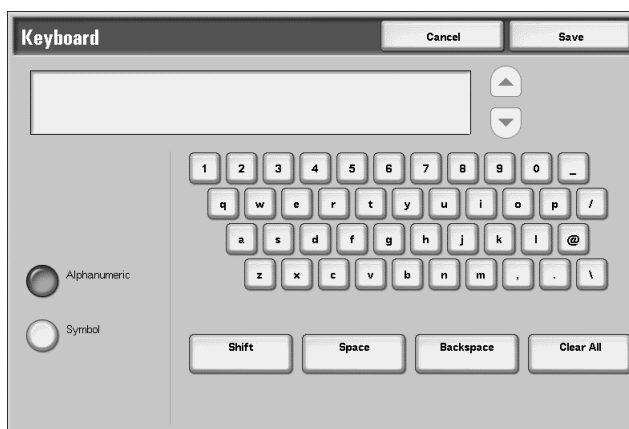 Keyboard Cancel Save
1 2 3 4 5 6 7 8 9 0 _
q w e r t y u i o p /
a s d f g h j k l @
Alphanumeric z x c v b n m , . \
Symbol
Shift Space Backspace Clear All